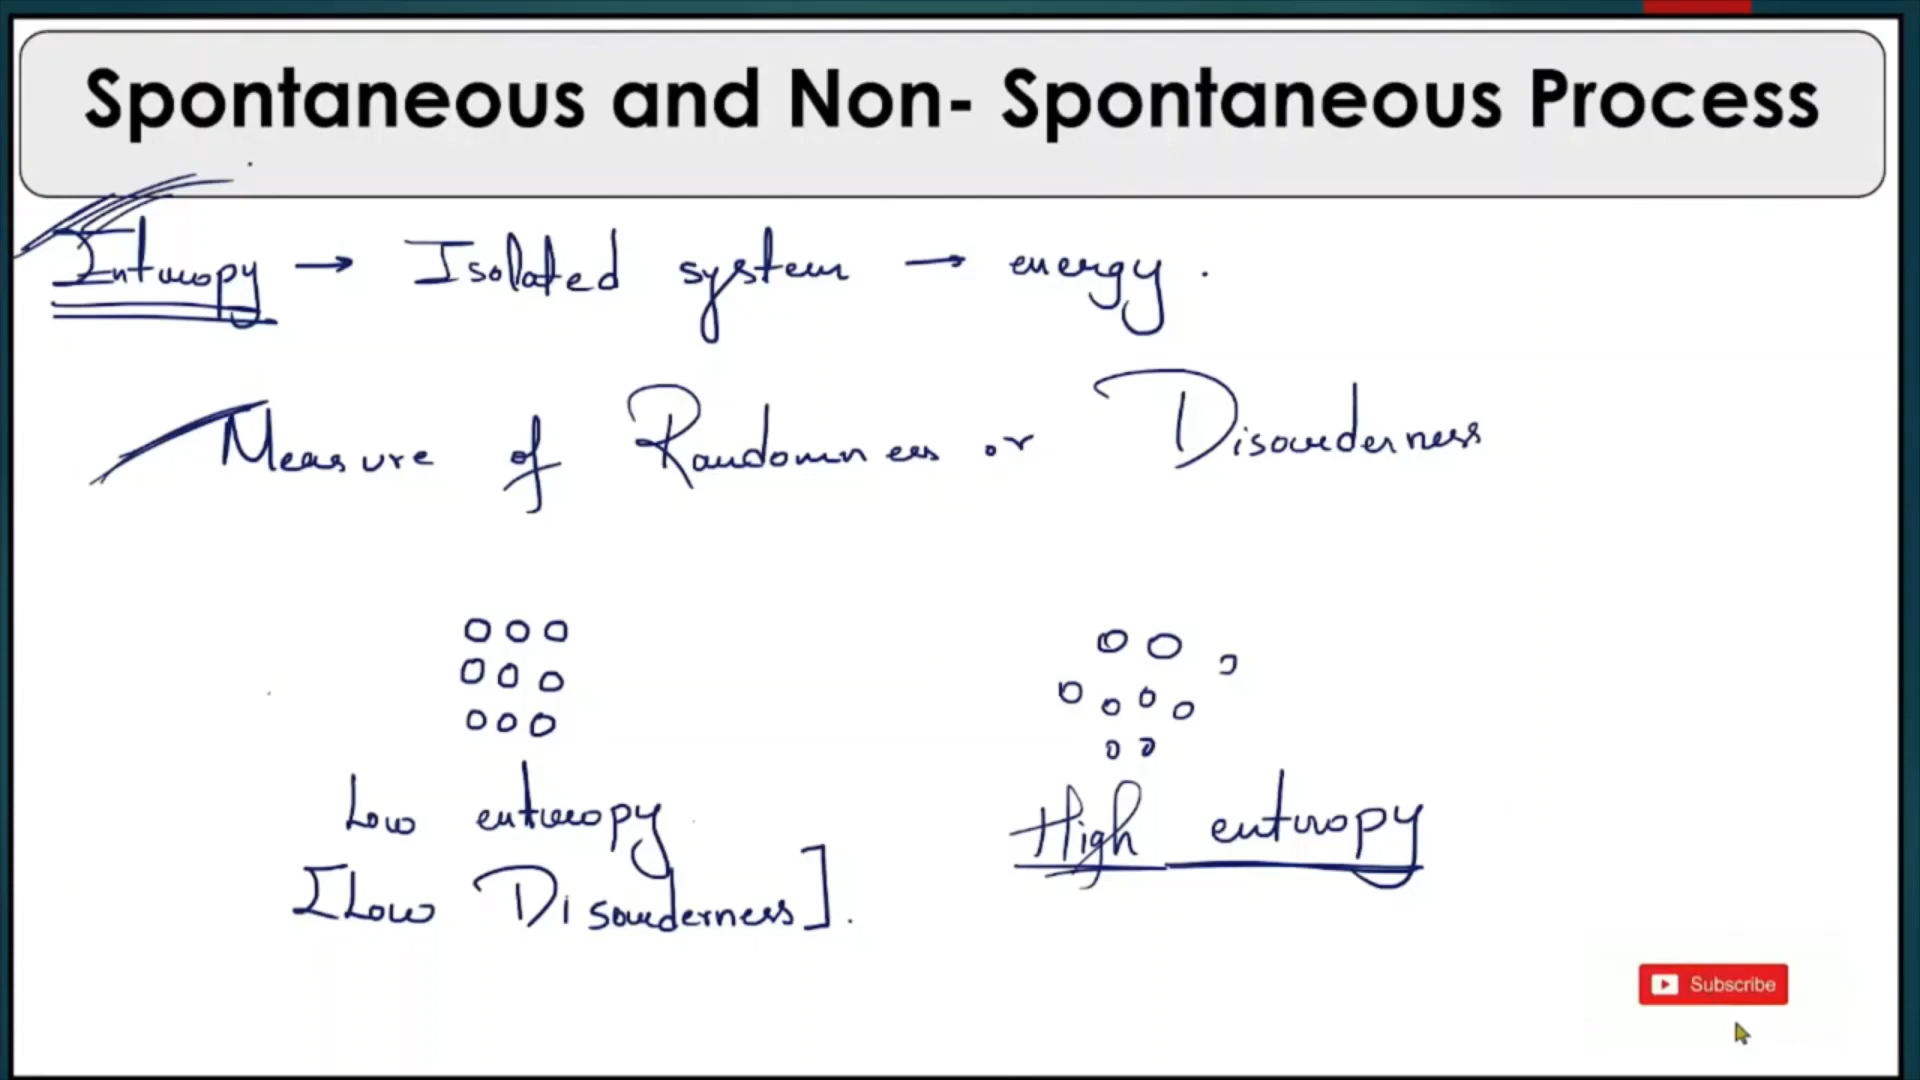 Spontaneous and Non- Spontaneous Process
Entropy → Isolated system → energy.
Measure of Randomness or Disorderness
Low entropy
High entropy
[Low Disorderness].
Subscribe